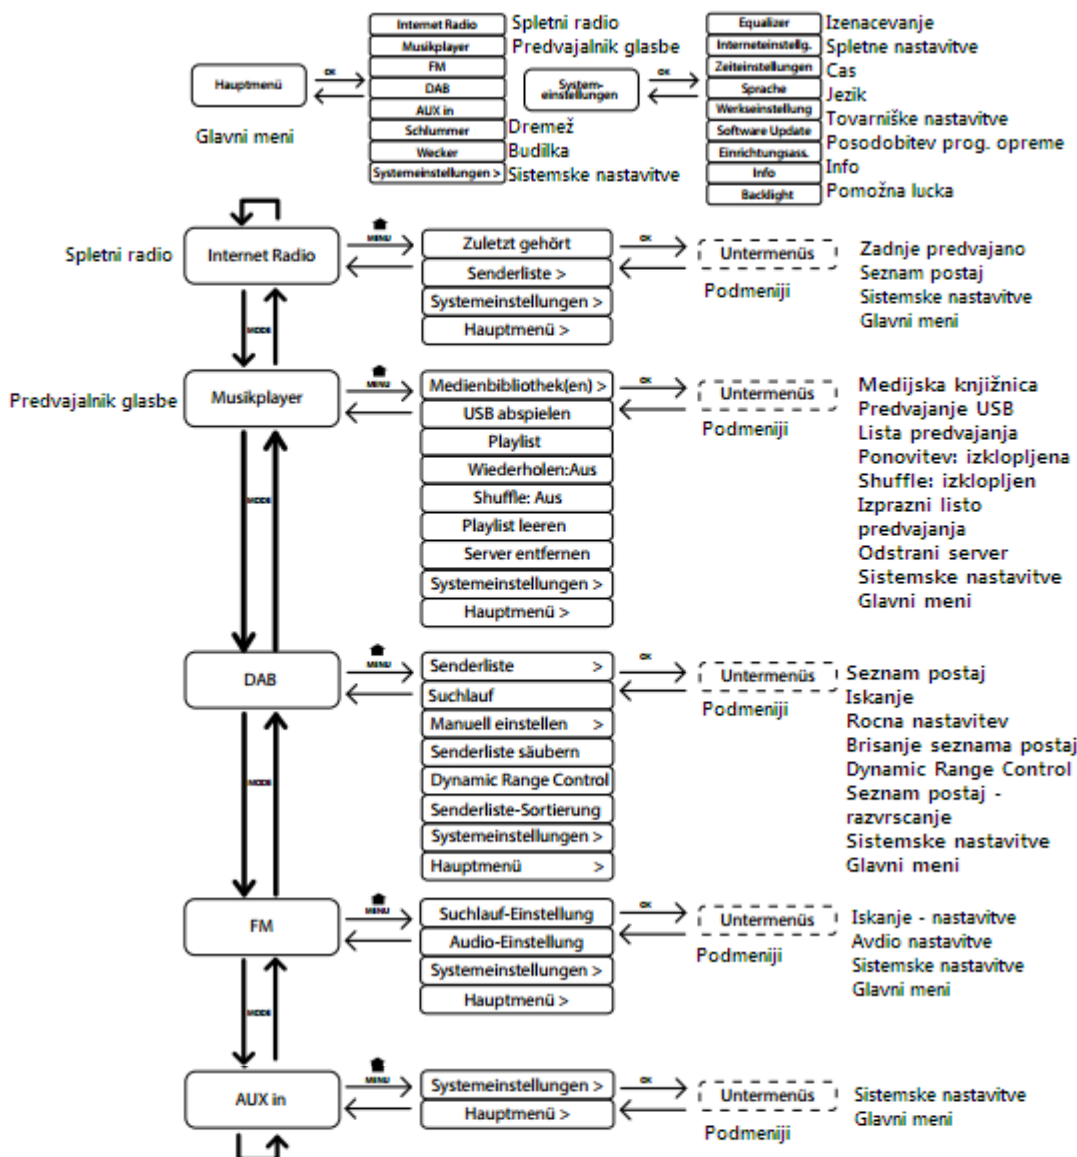 Hauptmenü
Glavni meni
OK
Internet Radio
Musikplayer
FM
DAB
AUX in
Schlummer
Wecker
Systemeinstellungen >
Spletni radio
Predvajalnik glasbe
Dremež
Budilka
Sistemske nastavitve
System-
einstellungen
OK
Equalizer
Interneteinstellg.
Zeiteinstellungen
Sprache
Werkseinstellung
Software Update
Einrichtungsass.
Info
Backlight
Izenacevanje
Spletne nastavitve
Cas
Jezik
Tovarniške nastavitve
Posodobitev prog. opreme
Info
Pomožna lucka
Spletni radio
Internet Radio
MENU
Zuletzt gehört
Senderliste >
Systemeinstellungen >
Hauptmenü >
OK
Untermenüs
Podmeniji
Zadnje predvajano
Seznam postaj
Sistemske nastavitve
Glavni meni
MODE
Predvajalnik glasbe
Musikplayer
MENU
Medienbibliothek(en) >
USB abspielen
Playlist
Wiederholen:Aus
Shuffle: Aus
Playlist leeren
Server entfernen
Systemeinstellungen >
Hauptmenü >
OK
Untermenüs
Podmeniji
Medijska knjižnica
Predvajanje USB
Lista predvajanja
Ponovitev: izklopljena
Shuffle: izklopljen
Izprazni listo
predvajanja
Odstrani server
Sistemske nastavitve
Glavni meni
MODE
DAB
MENU
Senderliste >
Suchlauf
Manuell einstellen >
Senderliste säubern
Dynamic Range Control
Senderliste-Sortierung
Systemeinstellungen >
Hauptmenü >
OK
Untermenüs
Podmeniji
Seznam postaj
Iskanje
Rocna nastavitev
Brisanje seznama postaj
Dynamic Range Control
Seznam postaj -
razvrscanje
Sistemske nastavitve
Glavni meni
MODE
FM
MENU
Suchlauf-Einstellung
Audio-Einstellung
Systemeinstellungen >
Hauptmenü >
OK
Untermenüs
Podmeniji
Iskanje - nastavitve
Avdio nastavitve
Sistemske nastavitve
Glavni meni
MODE
AUX in
MENU
Systemeinstellungen >
Hauptmenü >
OK
Untermenüs
Podmeniji
Sistemske nastavitve
Glavni meni